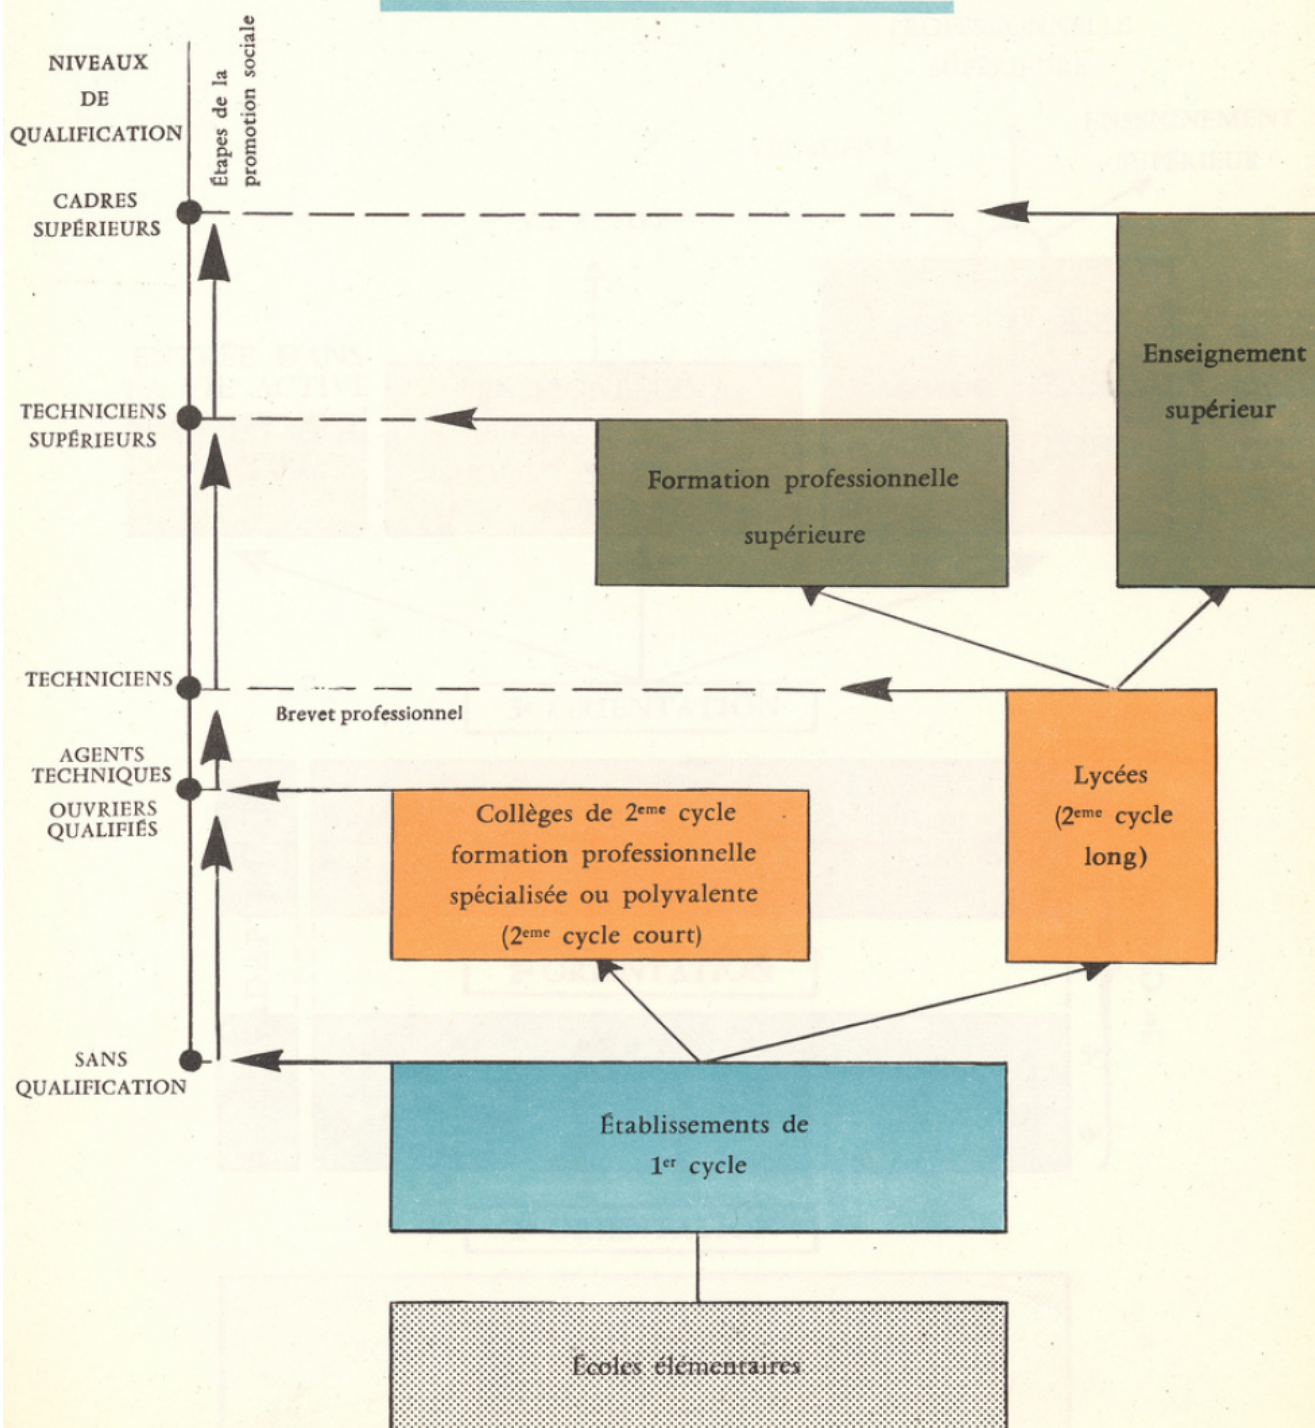 NIVEAUX
DE
QUALIFICATION
Étapes de la
promotion sociale
CADRES
SUPÉRIEURS
TECHNICIENS
SUPÉRIEURS
TECHNICIENS
AGENTS
TECHNIQUES
OUVRIERS
QUALIFIÉS
SANS
QUALIFICATION
Brevet professionnel
Enseignement
supérieur
Formation professionnelle
supérieure
Lycées
(2eme cycle
long)
Collèges de 2eme cycle
formation professionnelle
spécialisée ou polyvalente
(2eme cycle court)
Établissements de
1er cycle
Écoles élémentaires